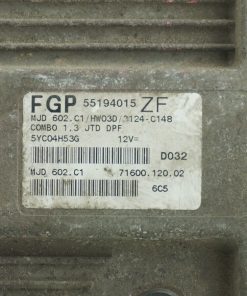 FGP 55194015 ZF
MJD 602.C1/HW03D/3124-C148
COMBO 1.3 JTD DPF
5YC04H53G 12V=
D032
MJD 602.C1 71600.120.02
6C5